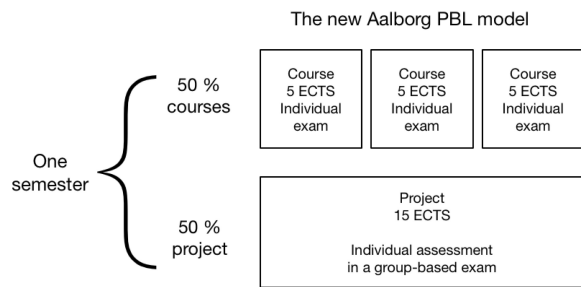 The new Aalborg PBL model
One
semester
50 %
courses
Course
5 ECTS
Individual
exam
Course
5 ECTS
Individual
exam
Course
5 ECTS
Individual
exam
50 %
project
Project
15 ECTS
Individual assessment
in a group-based exam